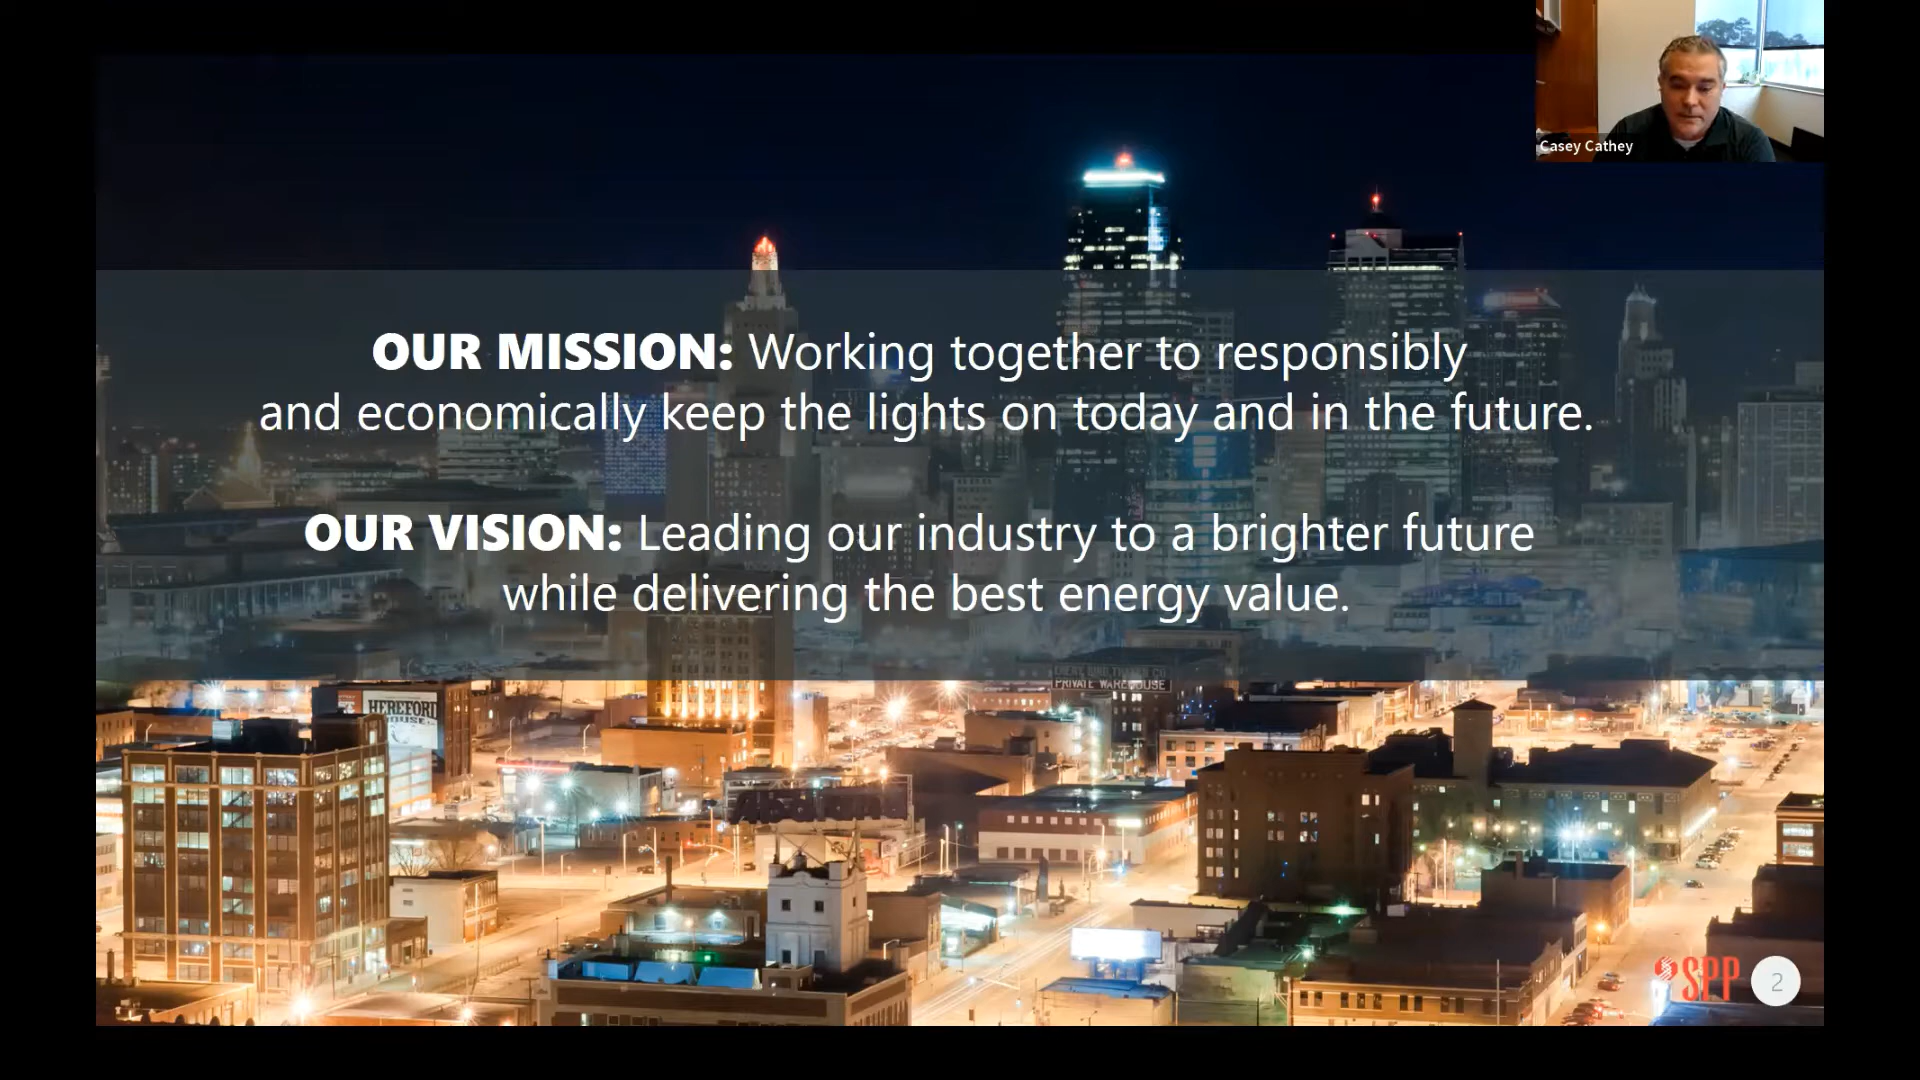 Casey Cathey
OUR MISSION: Working together to responsibly
and economically keep the lights on today and in the future.
OUR VISION: Leading our industry to a brighter future
while delivering the best energy value.
PRIVATE WAREHOUSE
HEREFORD
HOUSE
SPP
2